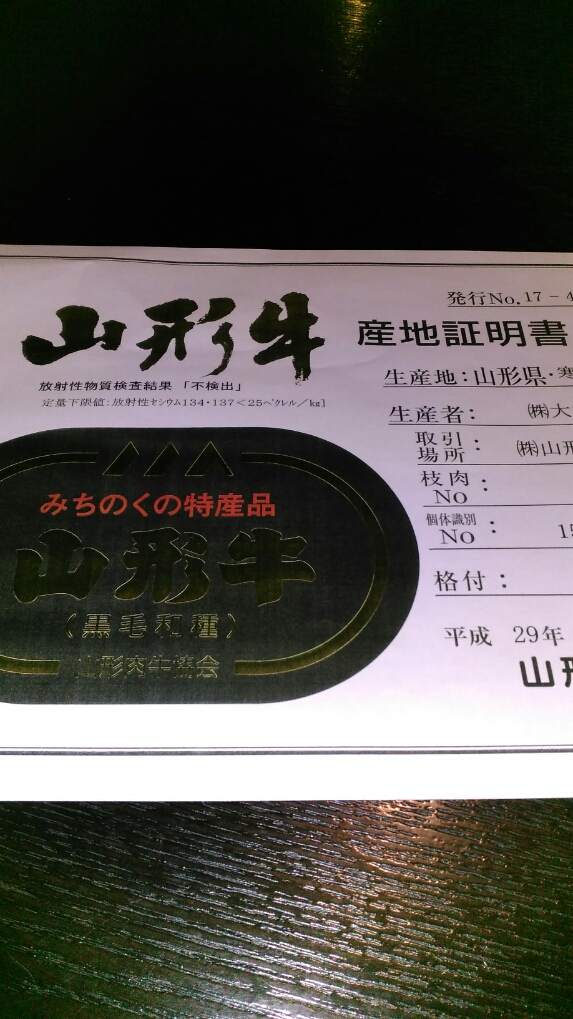 発行No.17-4
山形牛
産地証明書
放射性物質検査結果 「不検出」
定量下限値:放射性セシウム134・137<25ベクレル/kg]
生産地:山形県・寒
生産者: ㈱大
取引場所: ㈱山形
枝肉No:
個体識別No: 15
格付:
平成 29年
山形
みちのくの特産品
山形牛
(黒毛和種)
山形肉牛協会